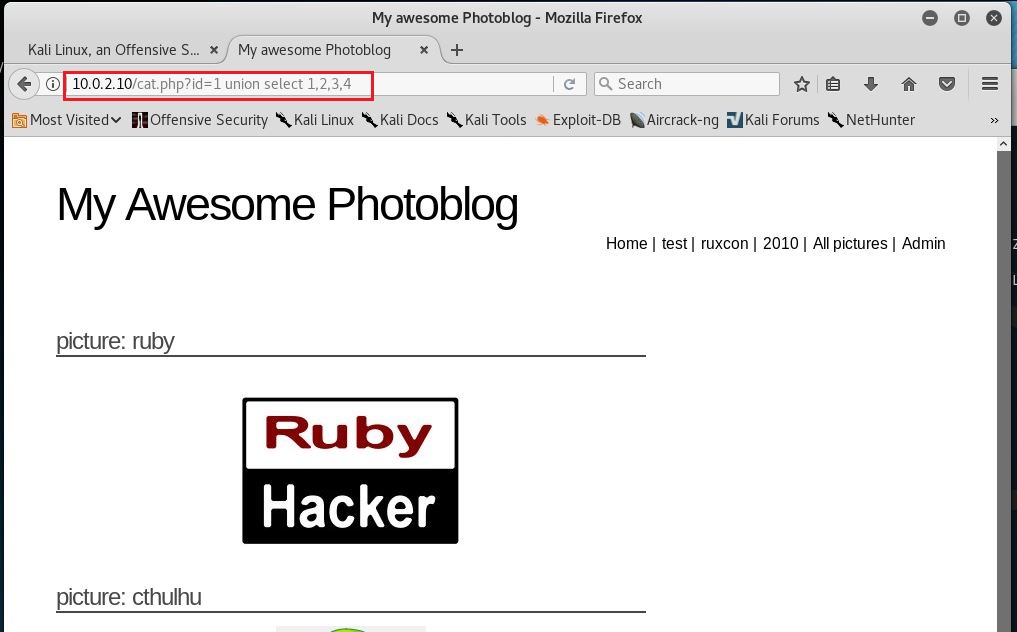 My awesome Photoblog - Mozilla Firefox
Kali Linux, an Offensive S... My awesome Photoblog
10.0.2.10/cat.php?id=1 union select 1,2,3,4 Search
Most Visited Offensive Security Kali Linux Kali Docs Kali Tools Exploit-DB Aircrack-ng Kali Forums NetHunter »
My Awesome Photoblog
Home | test | ruxcon | 2010 | All pictures | Admin
picture: ruby
Ruby
Hacker
picture: cthulhu